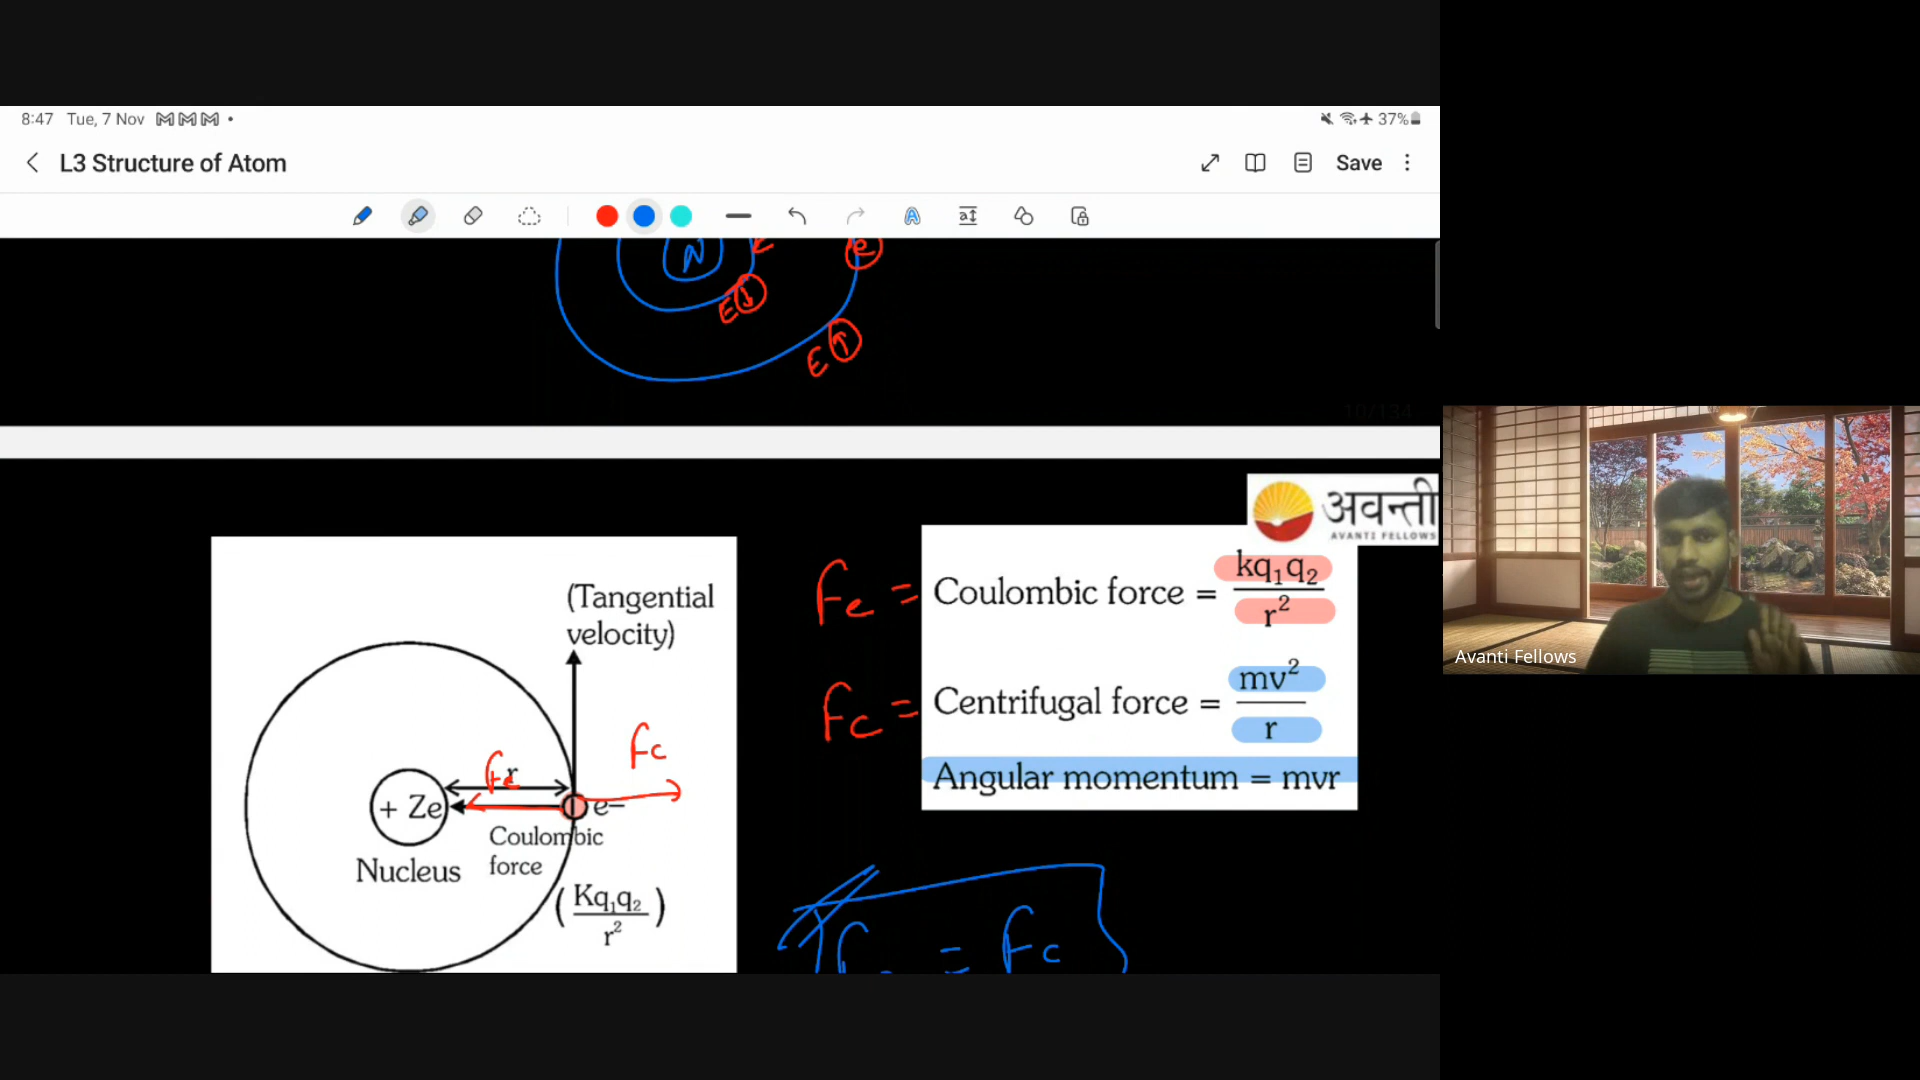 8:47 Tue, 7 Nov
37%
L3 Structure of Atom
Save
N
E
e
E↓
E↑
10/134
अवन्ती
AVANTI FELLOWS
Fe = Coulombic force = kq₁q₂ / r²
Fc = Centrifugal force = mv² / r
Angular momentum = mvr
(Tangential
velocity)
Fc
Fe
r
+ Ze
e–
Nucleus
Coulombic
force
(Kq₁q₂ / r²)
= Fc
Avanti Fellows